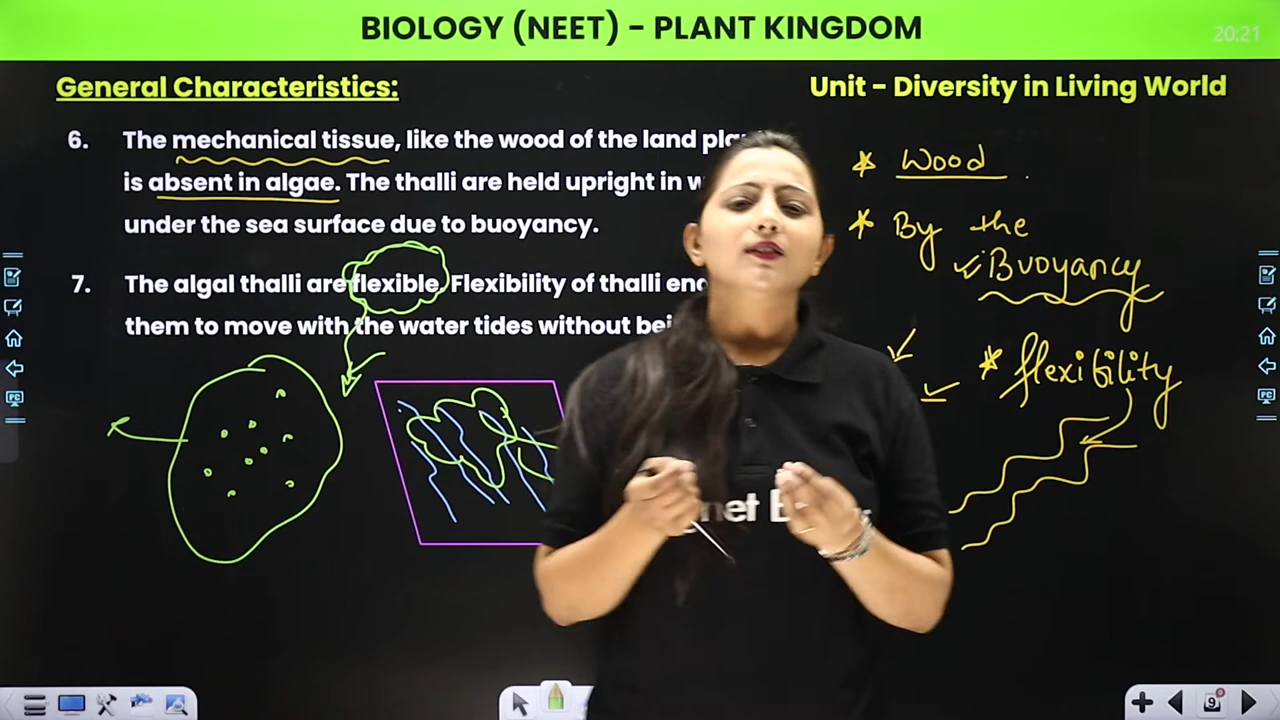 BIOLOGY (NEET) - PLANT KINGDOM
20:21
General Characteristics:
Unit - Diversity in Living World
6. The mechanical tissue, like the wood of the land
is absent in algae. The thalli are held upright in
under the sea surface due to buoyancy.
7. The algal thalli are flexible. Flexibility of thalli
them to move with the water tides without
* Wood
* By the
Buoyancy
* flexibility
9
PC
PC